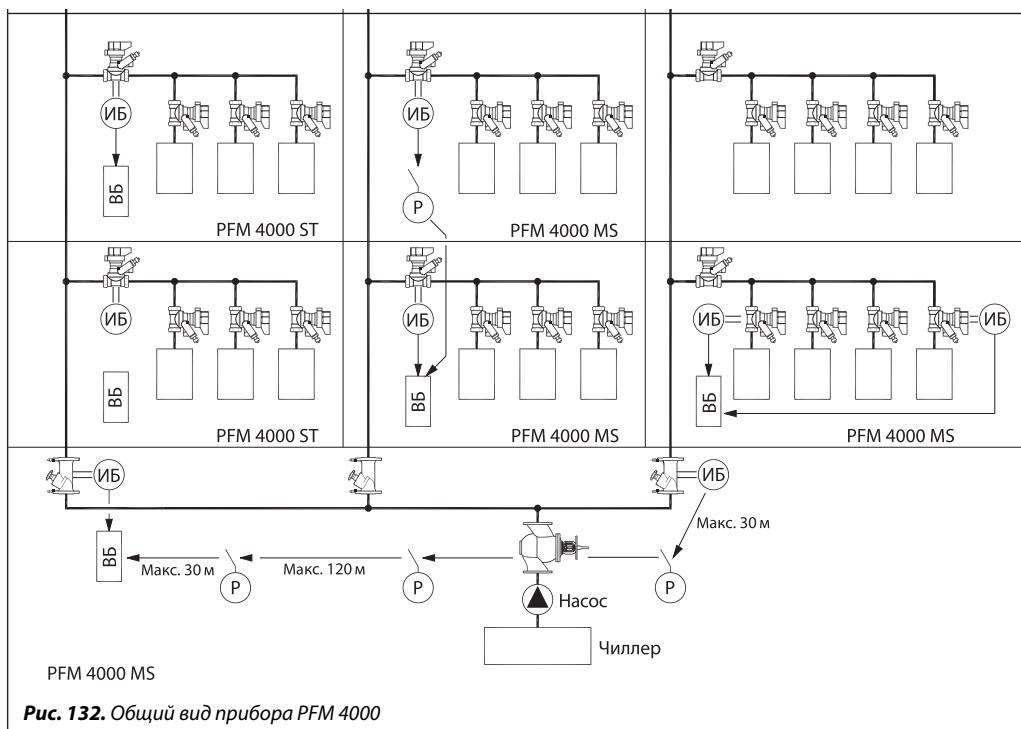 ИБ
ИБ
ВБ
Р
PFM 4000 ST
PFM 4000 MS
ИБ
ИБ
ИБ
ИБ
ВБ
ВБ
ВБ
PFM 4000 ST
PFM 4000 MS
PFM 4000 MS
ИБ
ИБ
Макс. 30 м
ВБ
Макс. 30 м
Макс. 120 м
Р
Р
Р
Насос
Чиллер
PFM 4000 MS
Рис. 132. Общий вид прибора PFM 4000